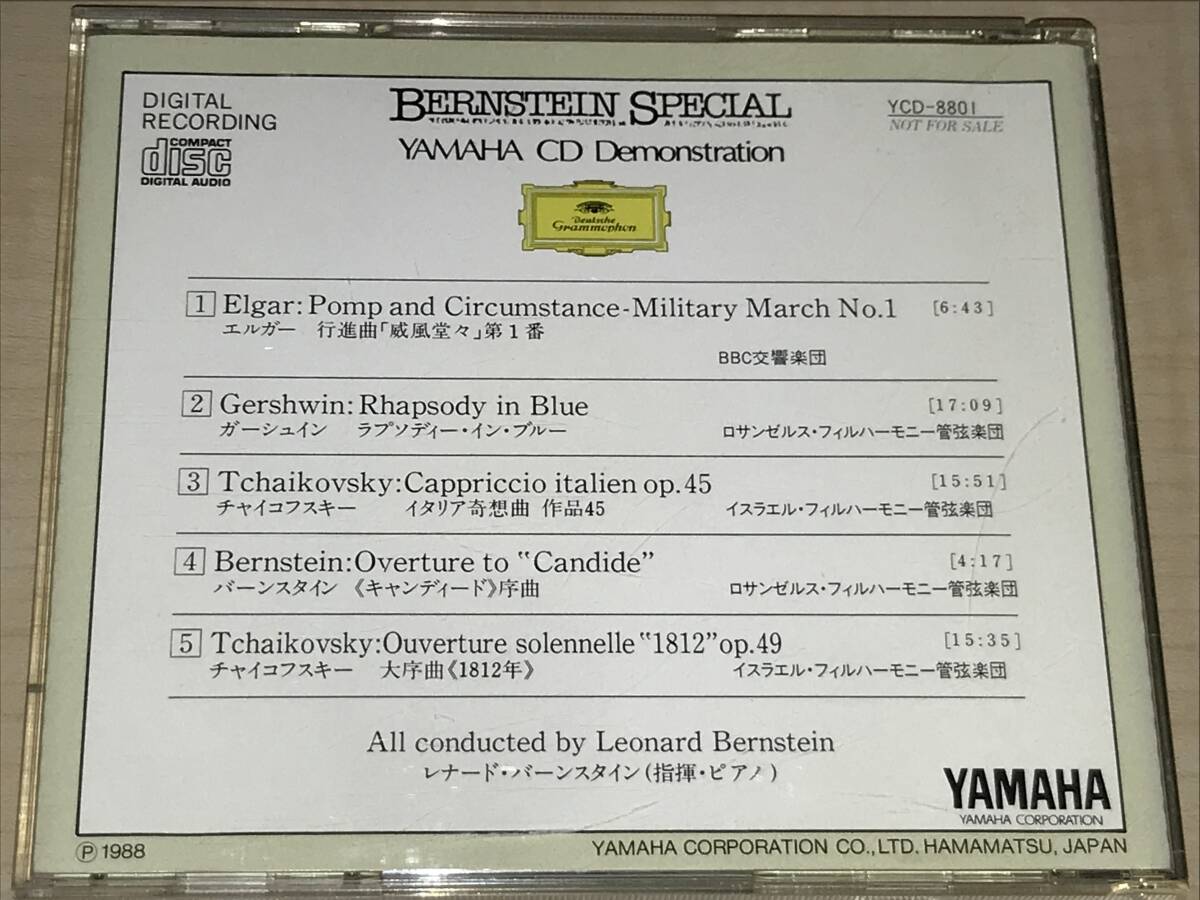 DIGITAL
RECORDING
COMPACT
disc
DIGITAL AUDIO
BERNSTEIN SPECIAL
YAMAHA CD Demonstration
YCD-8801
NOT FOR SALE
Deutsche
Grammophon
1 Elgar: Pomp and Circumstance-Military March No.1 [6:43]
エルガー 行進曲「威風堂々」第1番
BBC交響楽団
2 Gershwin: Rhapsody in Blue [17:09]
ガーシュイン ラプソディー・イン・ブルー ロサンゼルス・フィルハーモニー管弦楽団
3 Tchaikovsky: Cappriccio italien op.45 [15:51]
チャイコフスキー イタリア奇想曲 作品45 イスラエル・フィルハーモニー管弦楽団
4 Bernstein: Overture to “Candide” [4:17]
バーンスタイン 《キャンディード》序曲 ロサンゼルス・フィルハーモニー管弦楽団
5 Tchaikovsky: Ouverture solennelle “1812” op.49 [15:35]
チャイコフスキー 大序曲《1812年》 イスラエル・フィルハーモニー管弦楽団
All conducted by Leonard Bernstein
レナード・バーンスタイン(指揮・ピアノ)
YAMAHA
YAMAHA CORPORATION
Ⓟ 1988
YAMAHA CORPORATION CO.,LTD. HAMAMATSU, JAPAN